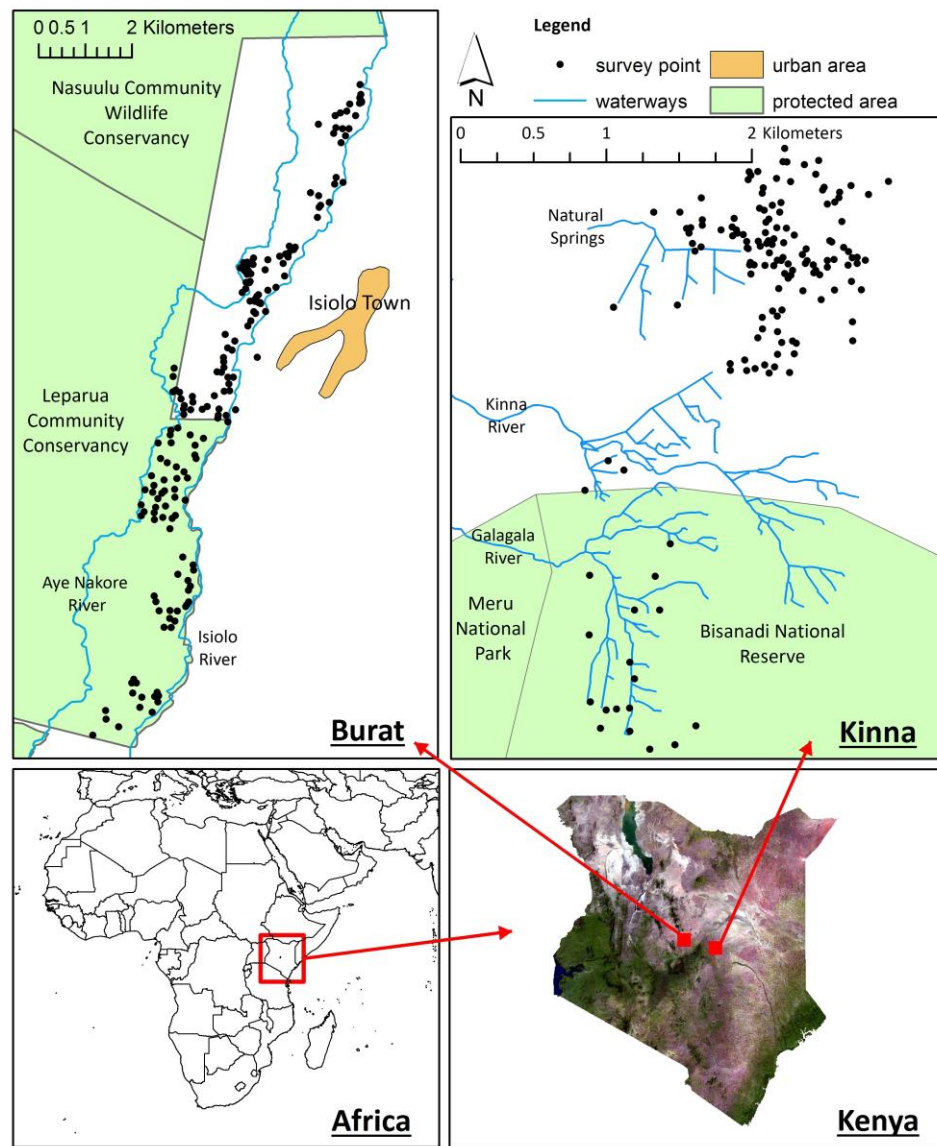 0 0.5 1 2 Kilometers
Nasuulu Community
Wildlife
Conservancy
Isiolo Town
Leparua
Community
Conservancy
Aye Nakore
River
Isiolo
River
Burat
N
Legend
survey point
urban area
waterways
protected area
0 0.5 1 2 Kilometers
Natural
Springs
Kinna
River
Galagala
River
Meru
National
Park
Bisanadi National
Reserve
Kinna
Africa
Kenya